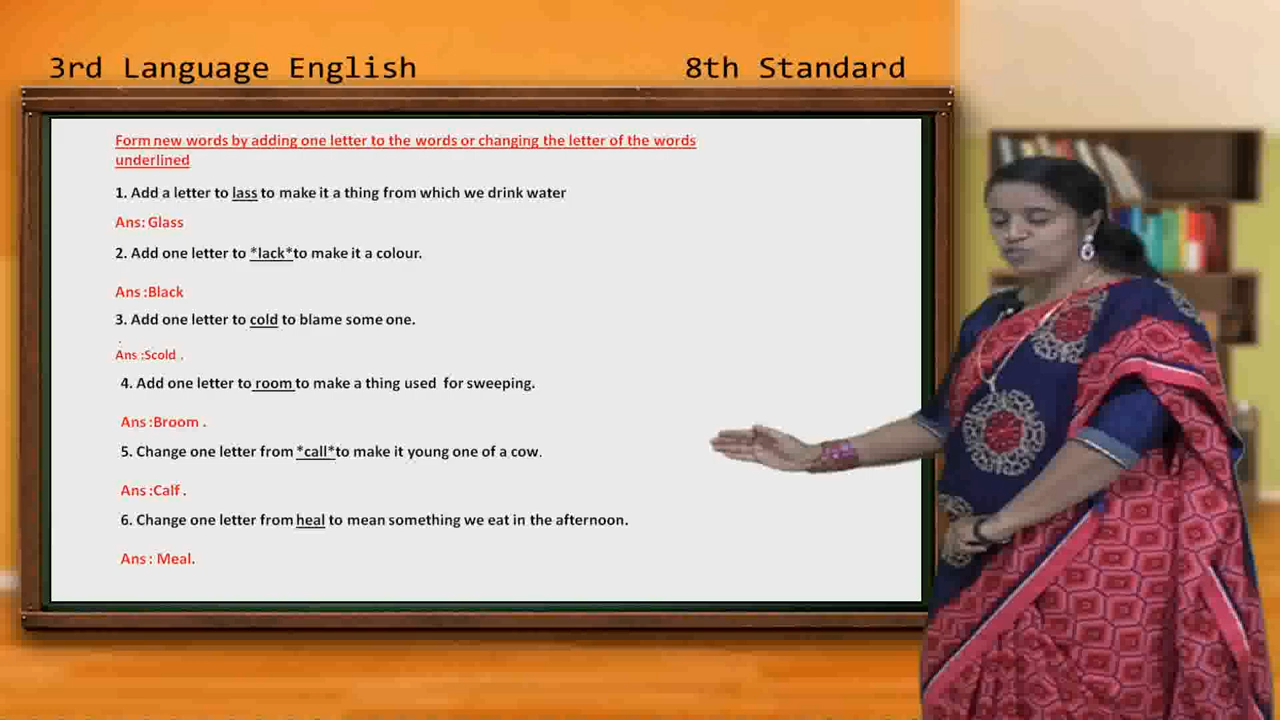 3rd Language English 8th Standard
Form new words by adding one letter to the words or changing the letter of the words
underlined
1. Add a letter to lass to make it a thing from which we drink water
Ans: Glass
2. Add one letter to *lack*to make it a colour.
Ans :Black
3. Add one letter to cold to blame some one.
Ans :Scold .
4. Add one letter to room to make a thing used for sweeping.
Ans :Broom .
5. Change one letter from *call*to make it young one of a cow.
Ans :Calf .
6. Change one letter from heal to mean something we eat in the afternoon.
Ans : Meal.